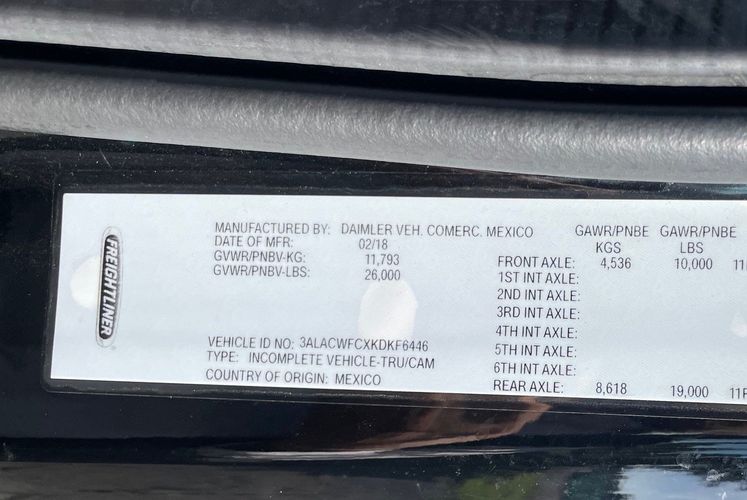 FREIGHTLINER
MANUFACTURED BY: DAIMLER VEH. COMERC. MEXICO
DATE OF MFR: 02/18
GVWR/PNBV-KG: 11,793
GVWR/PNBV-LBS: 26,000
VEHICLE ID NO: 3ALACWFCXKDKF6446
TYPE: INCOMPLETE VEHICLE-TRU/CAM
COUNTRY OF ORIGIN: MEXICO
GAWR/PNBE GAWR/PNBE
KGS LBS
FRONT AXLE: 4,536 10,000
1ST INT AXLE:
2ND INT AXLE:
3RD INT AXLE:
4TH INT AXLE:
5TH INT AXLE:
6TH INT AXLE:
REAR AXLE: 8,618 19,000